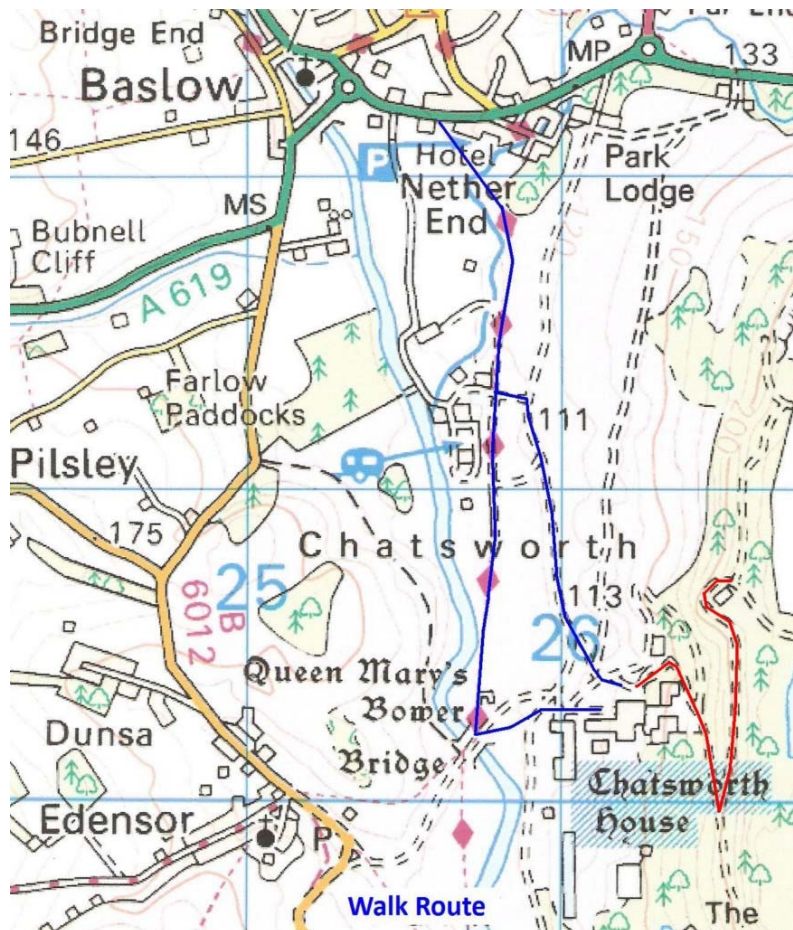 Bridge End
Baslow
MP
133
146
P
Hotel
Nether
End
Park
Lodge
MS
120
150
Bubnell
Cliff
A 619
Farlow
Paddocks
111
200
Pilsley
175
Chatsworth
25
B
6012
113
26
Queen Mary's
Bower
Bridge
Dunsa
Chatsworth
House
Edensor
P
Walk Route
The